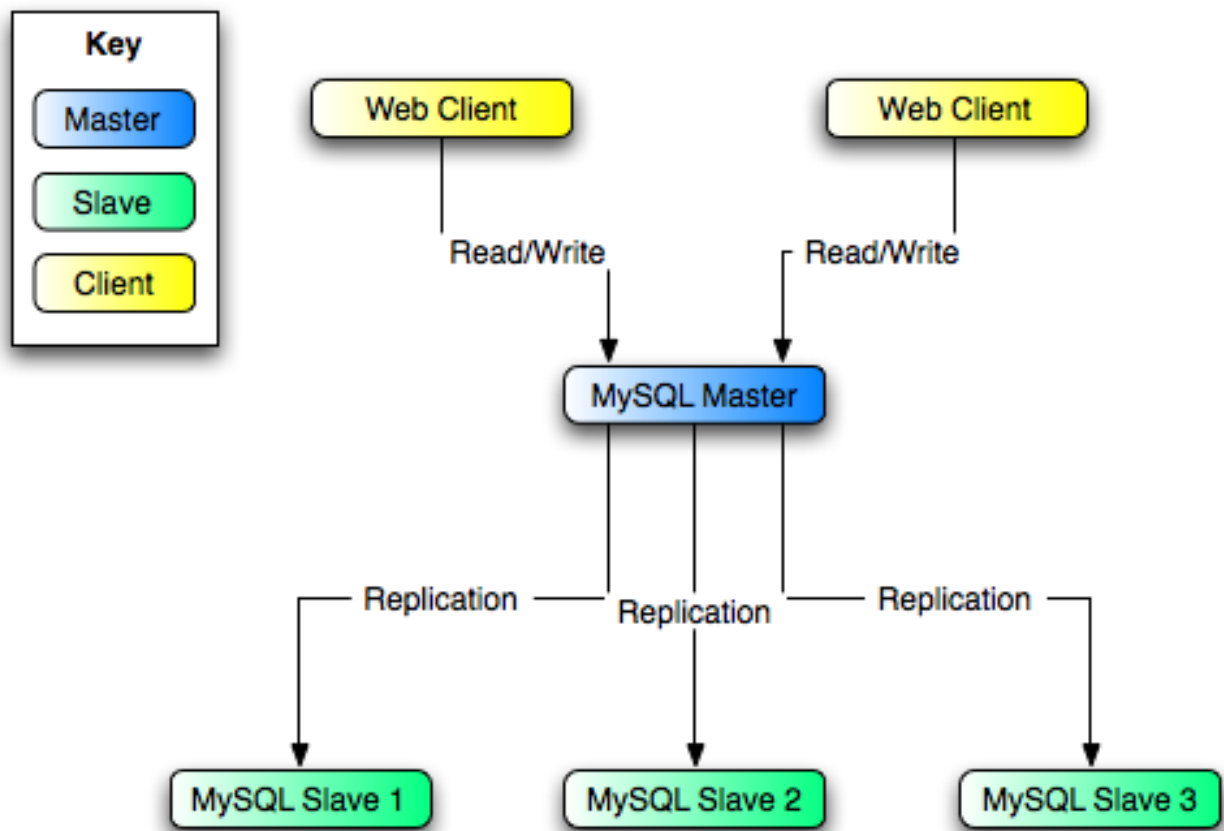 Key
Master
Slave
Client
Web Client
Web Client
Read/Write
Read/Write
MySQL Master
Replication
Replication
Replication
MySQL Slave 1
MySQL Slave 2
MySQL Slave 3